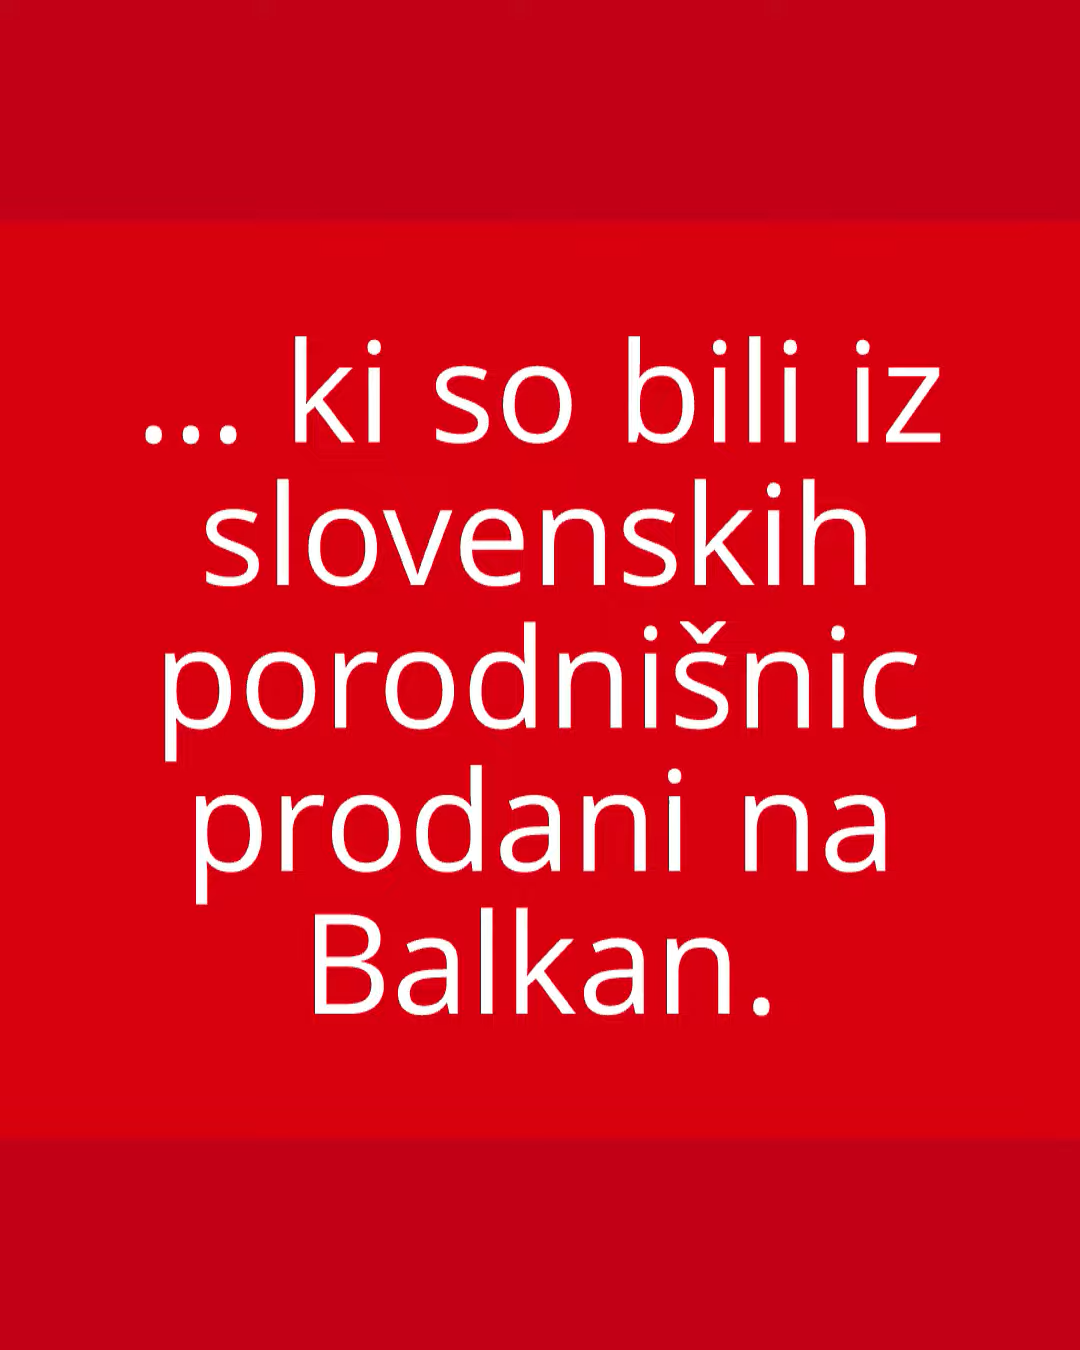 ... ki so bili iz
slovenskih
porodnišnic
prodani na
Balkan.